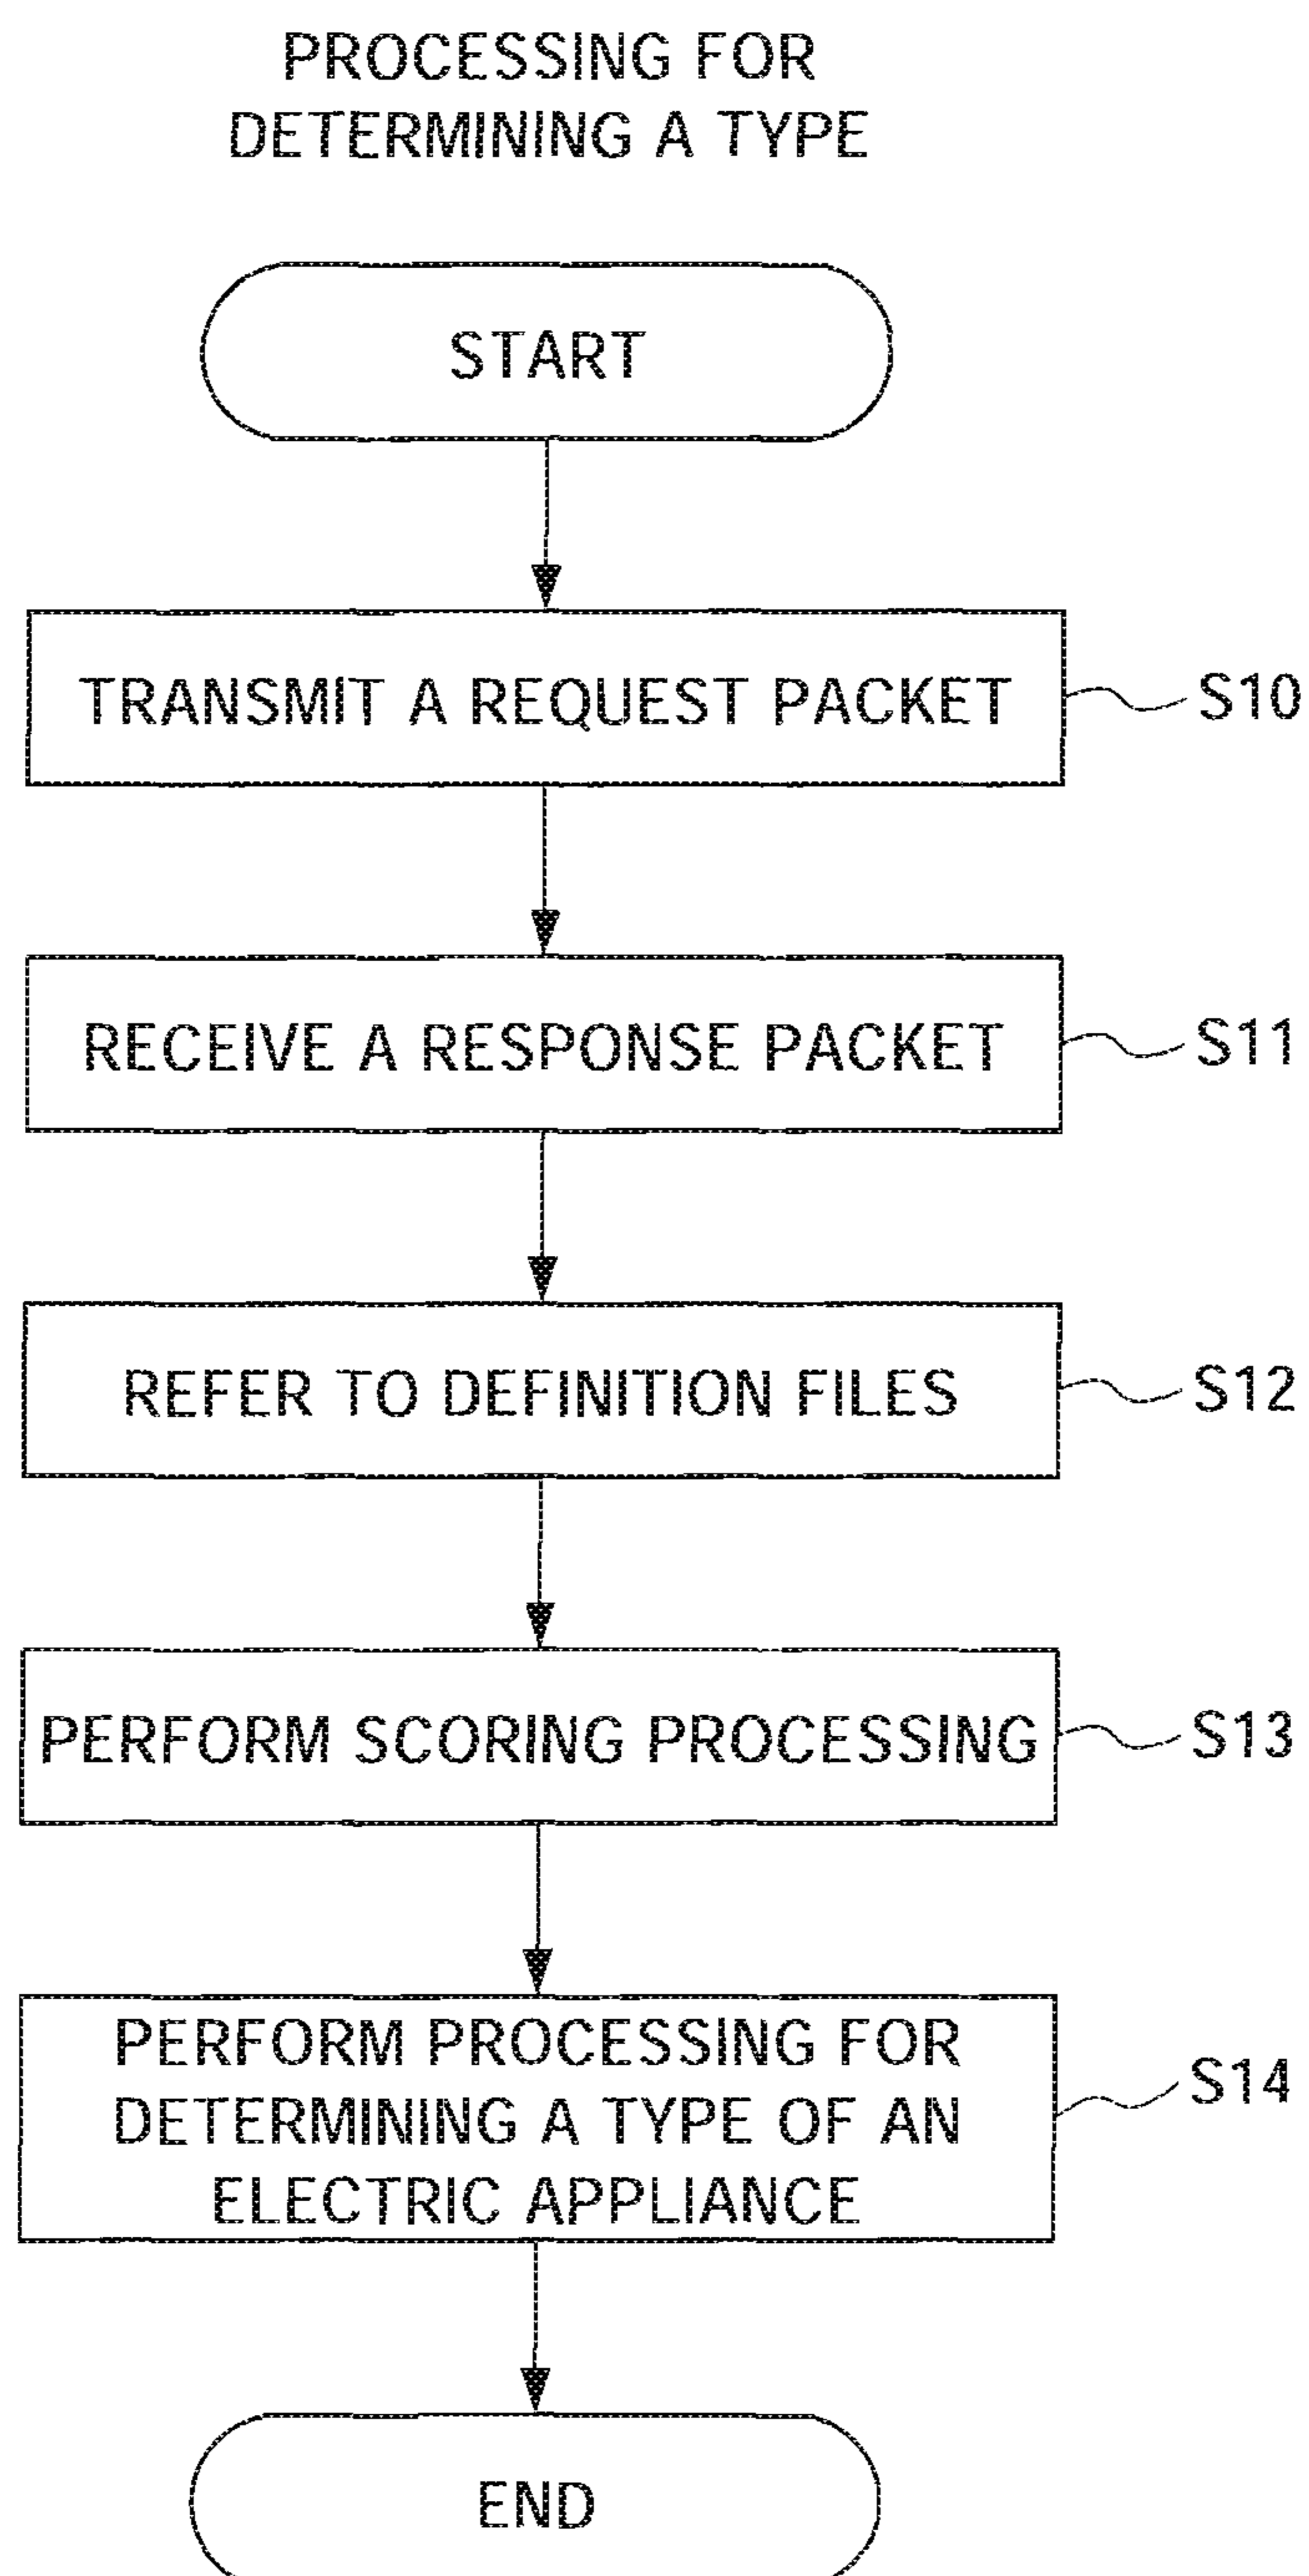 PROCESSING FOR
DETERMINING A TYPE
START
TRANSMIT A REQUEST PACKET
S10
RECEIVE A RESPONSE PACKET
S11
REFER TO DEFINITION FILES
S12
PERFORM SCORING PROCESSING
S13
PERFORM PROCESSING FOR
DETERMINING A TYPE OF AN
ELECTRIC APPLIANCE
S14
END